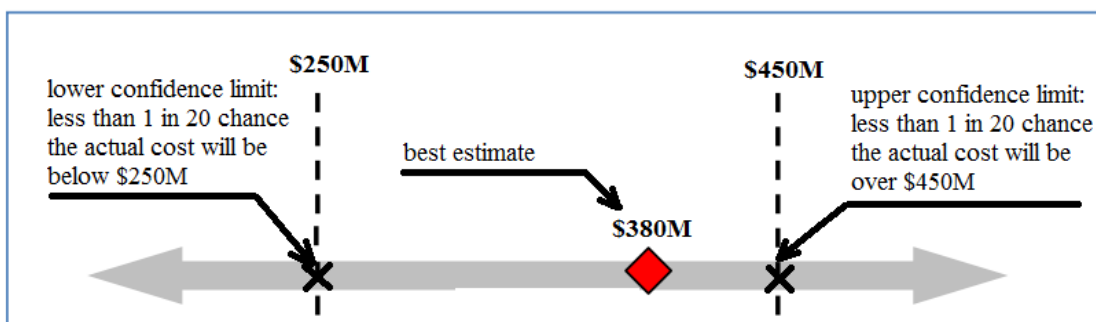 $250M
lower confidence limit:
less than 1 in 20 chance
the actual cost will be
below $250M
best estimate
$380M
$450M
upper confidence limit:
less than 1 in 20 chance
the actual cost will be
over $450M